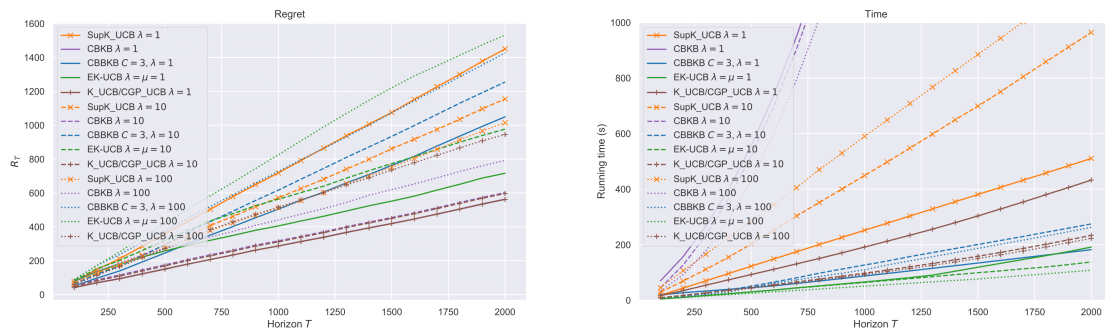 Regret
1600
1400
1200
1000
800
600
400
200
0
R_T
SupK_UCB λ = 1
CBKB λ = 1
CBBKB C = 3, λ = 1
EK-UCB λ = μ = 1
K_UCB/CGP_UCB λ = 1
SupK_UCB λ = 10
CBKB λ = 10
CBBKB C = 3, λ = 10
EK-UCB λ = μ = 10
K_UCB/CGP_UCB λ = 10
SupK_UCB λ = 100
CBKB λ = 100
CBBKB C = 3, λ = 100
EK-UCB λ = μ = 100
K_UCB/CGP_UCB λ = 100
250 500 750 1000 1250 1500 1750 2000
Horizon T
Time
1000
800
600
400
200
0
Running time (s)
SupK_UCB λ = 1
CBKB λ = 1
CBBKB C = 3, λ = 1
EK-UCB λ = μ = 1
K_UCB/CGP_UCB λ = 1
SupK_UCB λ = 10
CBKB λ = 10
CBBKB C = 3, λ = 10
EK-UCB λ = μ = 10
K_UCB/CGP_UCB λ = 10
SupK_UCB λ = 100
CBKB λ = 100
CBBKB C = 3, λ = 100
EK-UCB λ = μ = 100
K_UCB/CGP_UCB λ = 100
250 500 750 1000 1250 1500 1750 2000
Horizon T